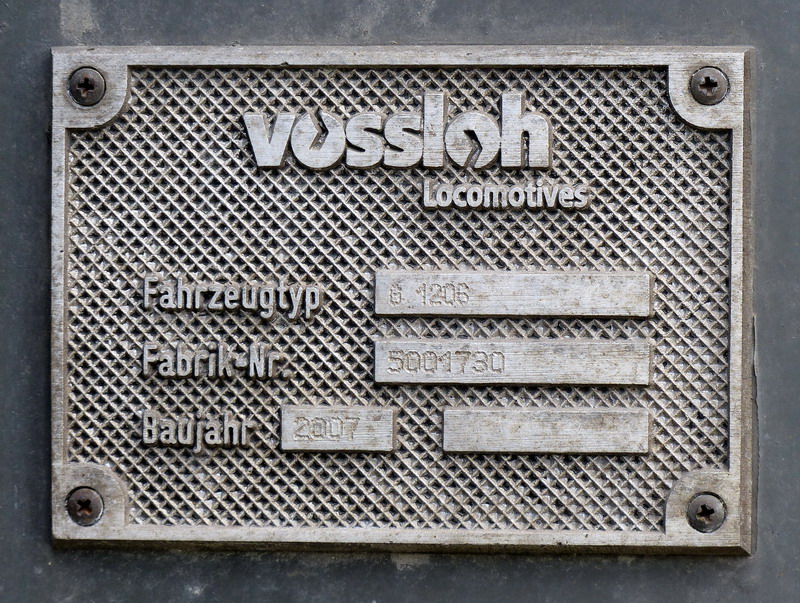 vossloh
Locomotives
Fahrzeugtyp G 1206
Fabrik-Nr. 5001730
Baujahr 2007